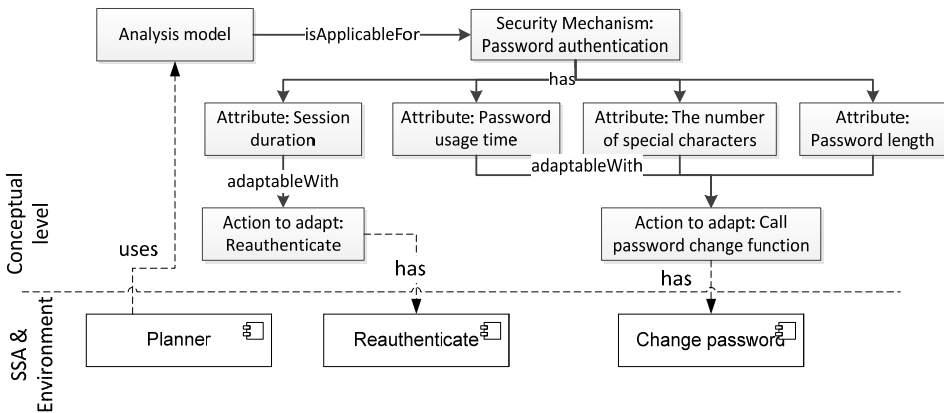 Analysis model
isApplicableFor
Security Mechanism:
Password authentication
has
Attribute: Session
duration
Attribute: Password
usage time
Attribute: The number
of special characters
Attribute:
Password length
adaptableWith
adaptableWith
Action to adapt:
Reauthenticate
Action to adapt: Call
password change function
Conceptual
level
uses
has
has
SSA &
Environment
Planner
Reauthenticate
Change password